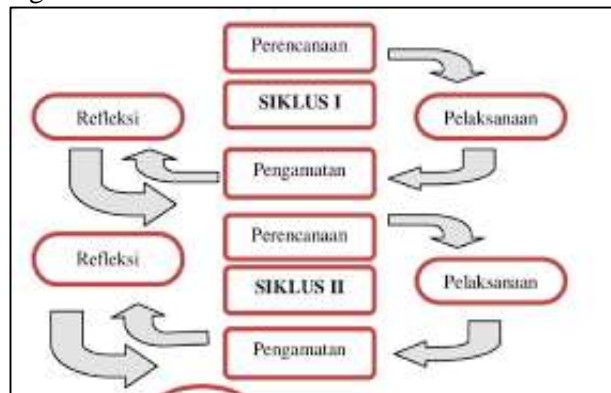 Perencanaan
SIKLUS I
Refleksi
Pelaksanaan
Pengamatan
Perencanaan
Refleksi
SIKLUS II
Pelaksanaan
Pengamatan